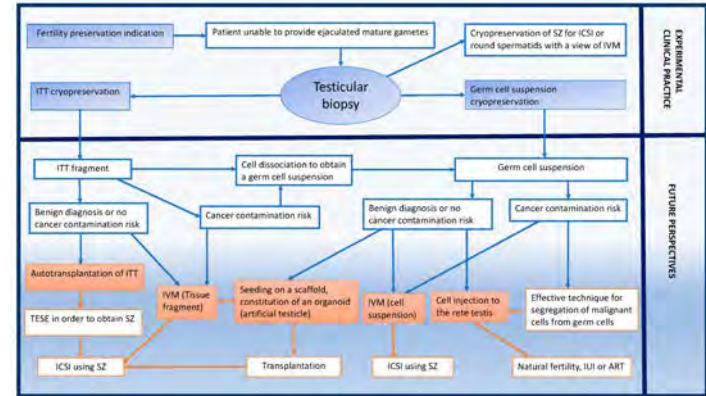 Fertility preservation indication
Patient unable to provide ejaculated mature gametes
Cryopreservation of SZ for ICSI or
round spermatids with a view of IVM
Testicular
biopsy
ITT cryopreservation
Germ cell suspension
cryopreservation
EXPERIMENTAL
CLINICAL PRACTICE
ITT fragment
Cell dissociation to obtain
a germ cell suspension
Germ cell suspension
Benign diagnosis or no
cancer contamination risk
Cancer contamination risk
Benign diagnosis or no
cancer contamination risk
Cancer contamination
risk
Autotransplantation of ITT
IVM (Tissue
fragment)
Seeding on a scaffold,
constitution of an organoid
(artificial testicle)
IVM (cell
suspension)
Cell injection to
the rete testis
Effective technique for
segregation of malignant
cells from germ cells
TESE in order to obtain SZ
ICSI using SZ
Transplantation
ICSI using SZ
Natural fertility, IUI or ART
FUTURE PERSPECTIVES